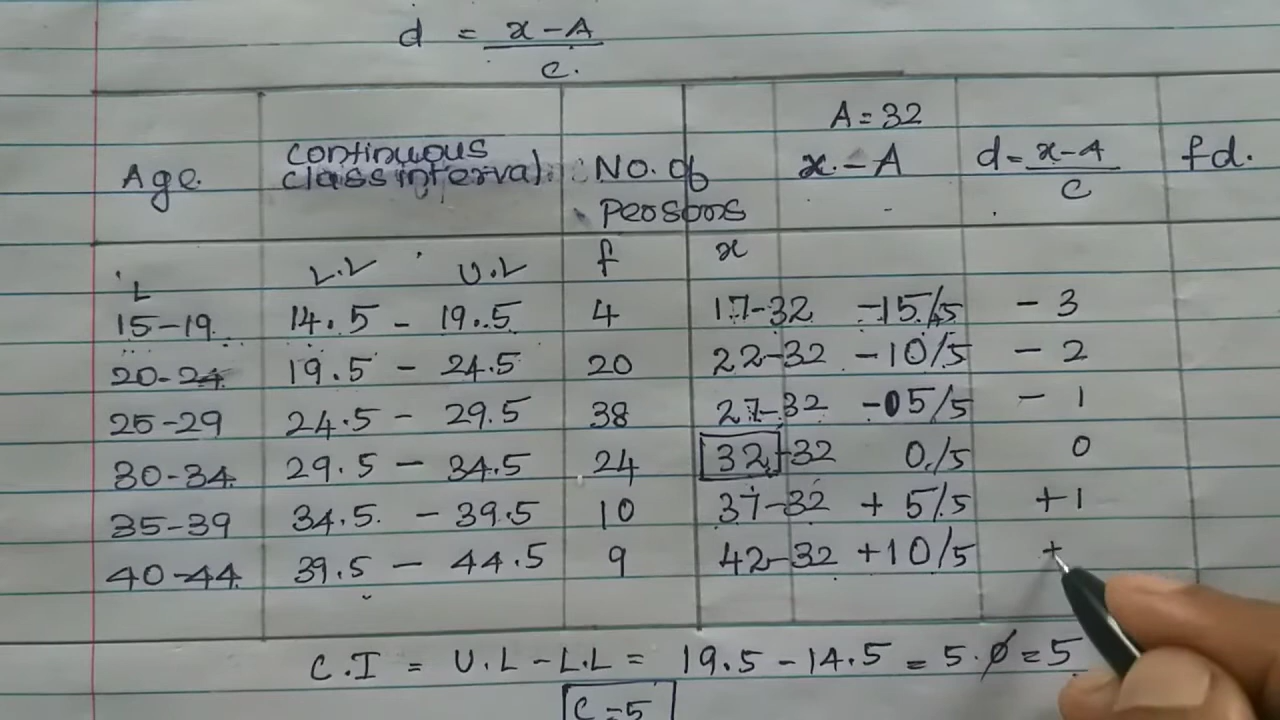 d = x-A
c.
A=32
Age. continuous class interval. No. of Persons x.-A d=x-A/c fd.
L L.L U.L f x
15-19. 14.5 - 19.5 4 17-32 -15/5 - 3
20-24 19.5 - 24.5 20 22-32 -10/5 - 2
25-29 24.5 - 29.5 38 27-32 -05/5 - 1
30-34. 29.5 - 34.5 24 32-32 0/5 0
35-39 34.5. - 39.5 10 37-32 + 5/5 +1
40-44 39.5 - 44.5 9 42-32 +10/5 +
C.I = U.L-L.L = 19.5-14.5 = 5.0=5
C=5